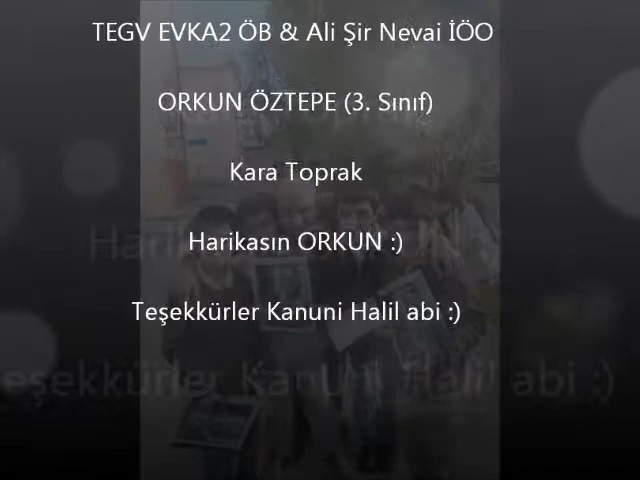 TEGV EVKA2 ÖB & Ali Şir Nevai İÖO
ORKUN ÖZTEPE (3. Sınıf)
Kara Toprak
Harikasın ORKUN :)
Teşekkürler Kanuni Halil abi :)